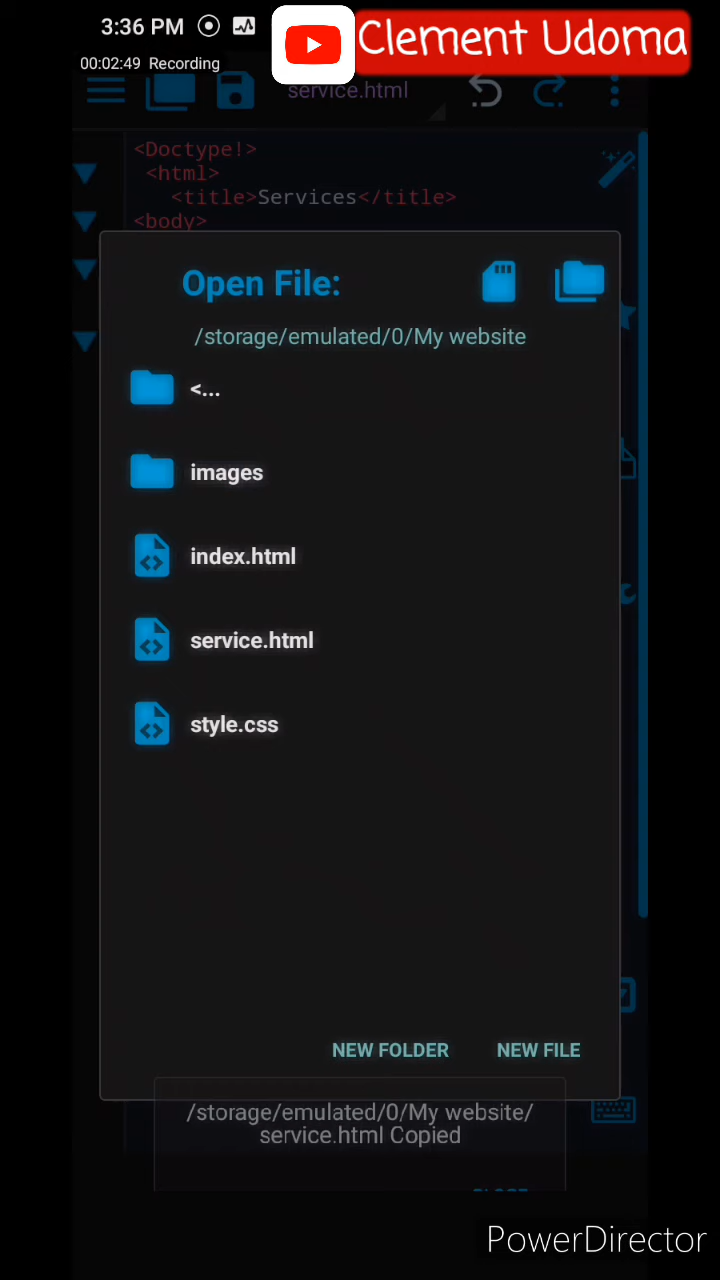 3:36 PM
Clement Udoma
00:02:49 Recording
service.html
<Doctype!>
<html>
<title>Services</title>
<body>
Open File:
/storage/emulated/0/My website
<...
images
index.html
service.html
style.css
NEW FOLDER NEW FILE
/storage/emulated/0/My website/
service.html Copied
PowerDirector